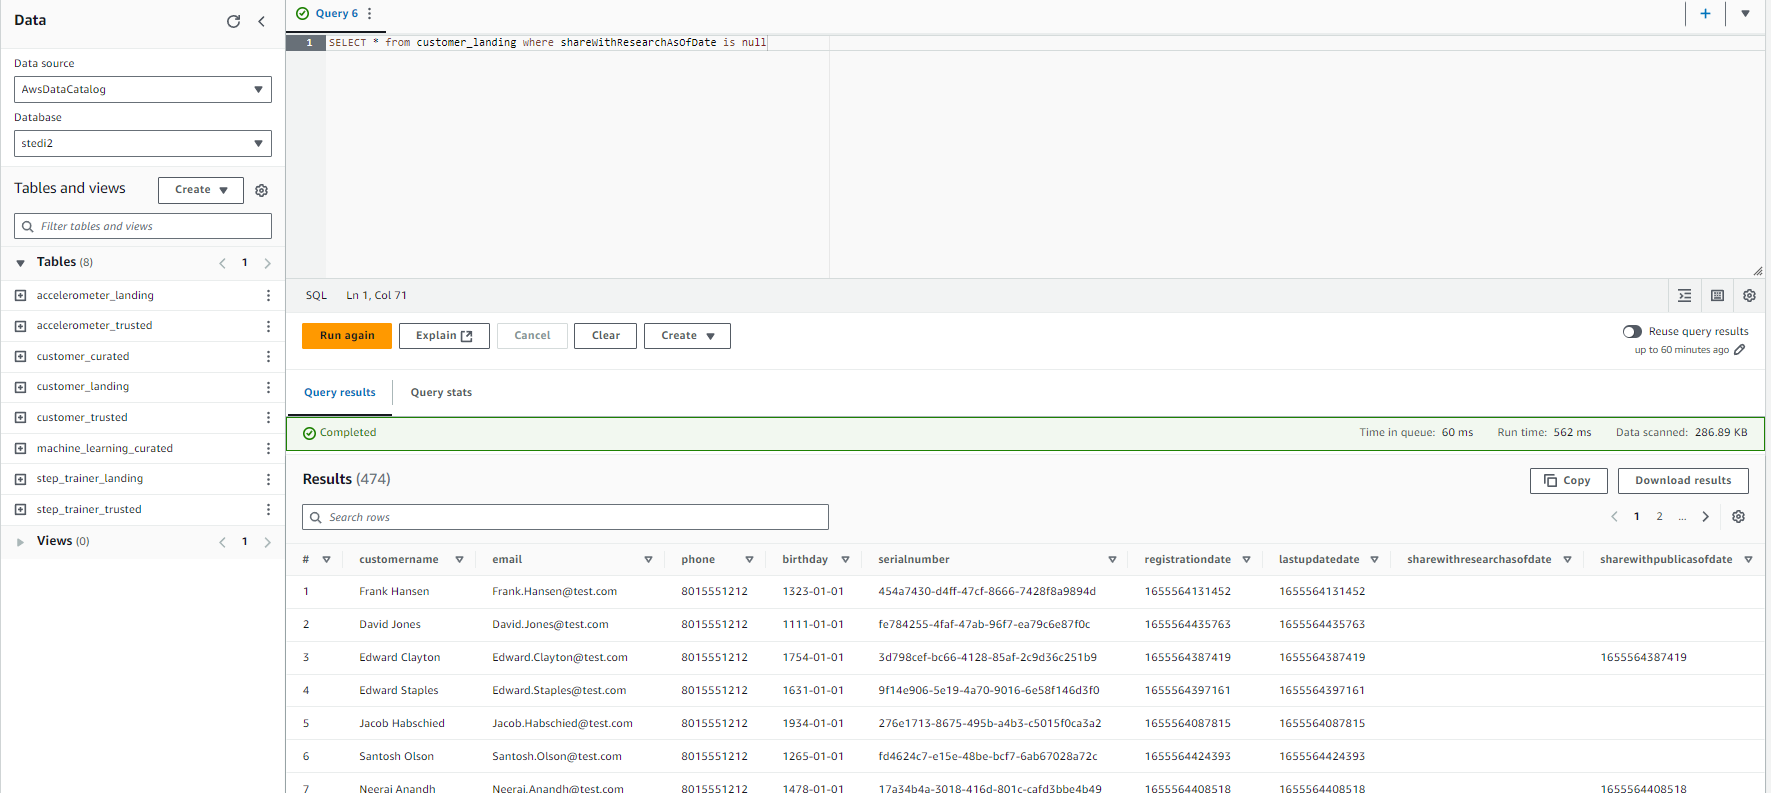 Data
Data source
AwsDataCatalog
Database
stedi2
Tables and views
Create
Filter tables and views
Tables (8)
1
accelerometer_landing
accelerometer_trusted
customer_curated
customer_landing
customer_trusted
machine_learning_curated
step_trainer_landing
step_trainer_trusted
Views (0)
1
Query 6
1 SELECT * from customer_landing where shareWithResearchAsOfDate is null
SQL Ln 1, Col 71
Run again Explain Cancel Clear Create
Reuse query results
up to 60 minutes ago
Query results Query stats
Completed Time in queue: 60 ms Run time: 562 ms Data scanned: 286.89 KB
Results (474) Copy Download results
Search rows 1 2 ...
# customername email phone birthday serialnumber registrationdate lastupdatedate sharewithresearchasofdate sharewithpublicasofdate
1 Frank Hansen Frank.Hansen@test.com 8015551212 1323-01-01 454a7430-d4ff-47cf-8666-7428f8a9894d 1655564131452 1655564131452
2 David Jones David.Jones@test.com 8015551212 1111-01-01 fe784255-4faf-47ab-96f7-ea79c6e87f0c 1655564435763 1655564435763
3 Edward Clayton Edward.Clayton@test.com 8015551212 1754-01-01 3d798cef-bc66-4128-85af-2c9d36c251b9 1655564387419 1655564387419 1655564387419
4 Edward Staples Edward.Staples@test.com 8015551212 1631-01-01 9f14e906-5e19-4a70-9016-6e58f146d3f0 1655564397161 1655564397161
5 Jacob Habschied Jacob.Habschied@test.com 8015551212 1934-01-01 276e1713-8675-495b-a4b3-c5015f0ca3a2 1655564087815 1655564087815
6 Santosh Olson Santosh.Olson@test.com 8015551212 1265-01-01 fd4624c7-e15e-48be-bcf7-6ab67028a72c 1655564424393 1655564424393
7 Neeraj Anandh Neeraj.Anandh@test.com 8015551212 1478-01-01 17a34b4a-3018-416d-801c-cafd3bbe4b49 1655564408518 1655564408518 1655564408518